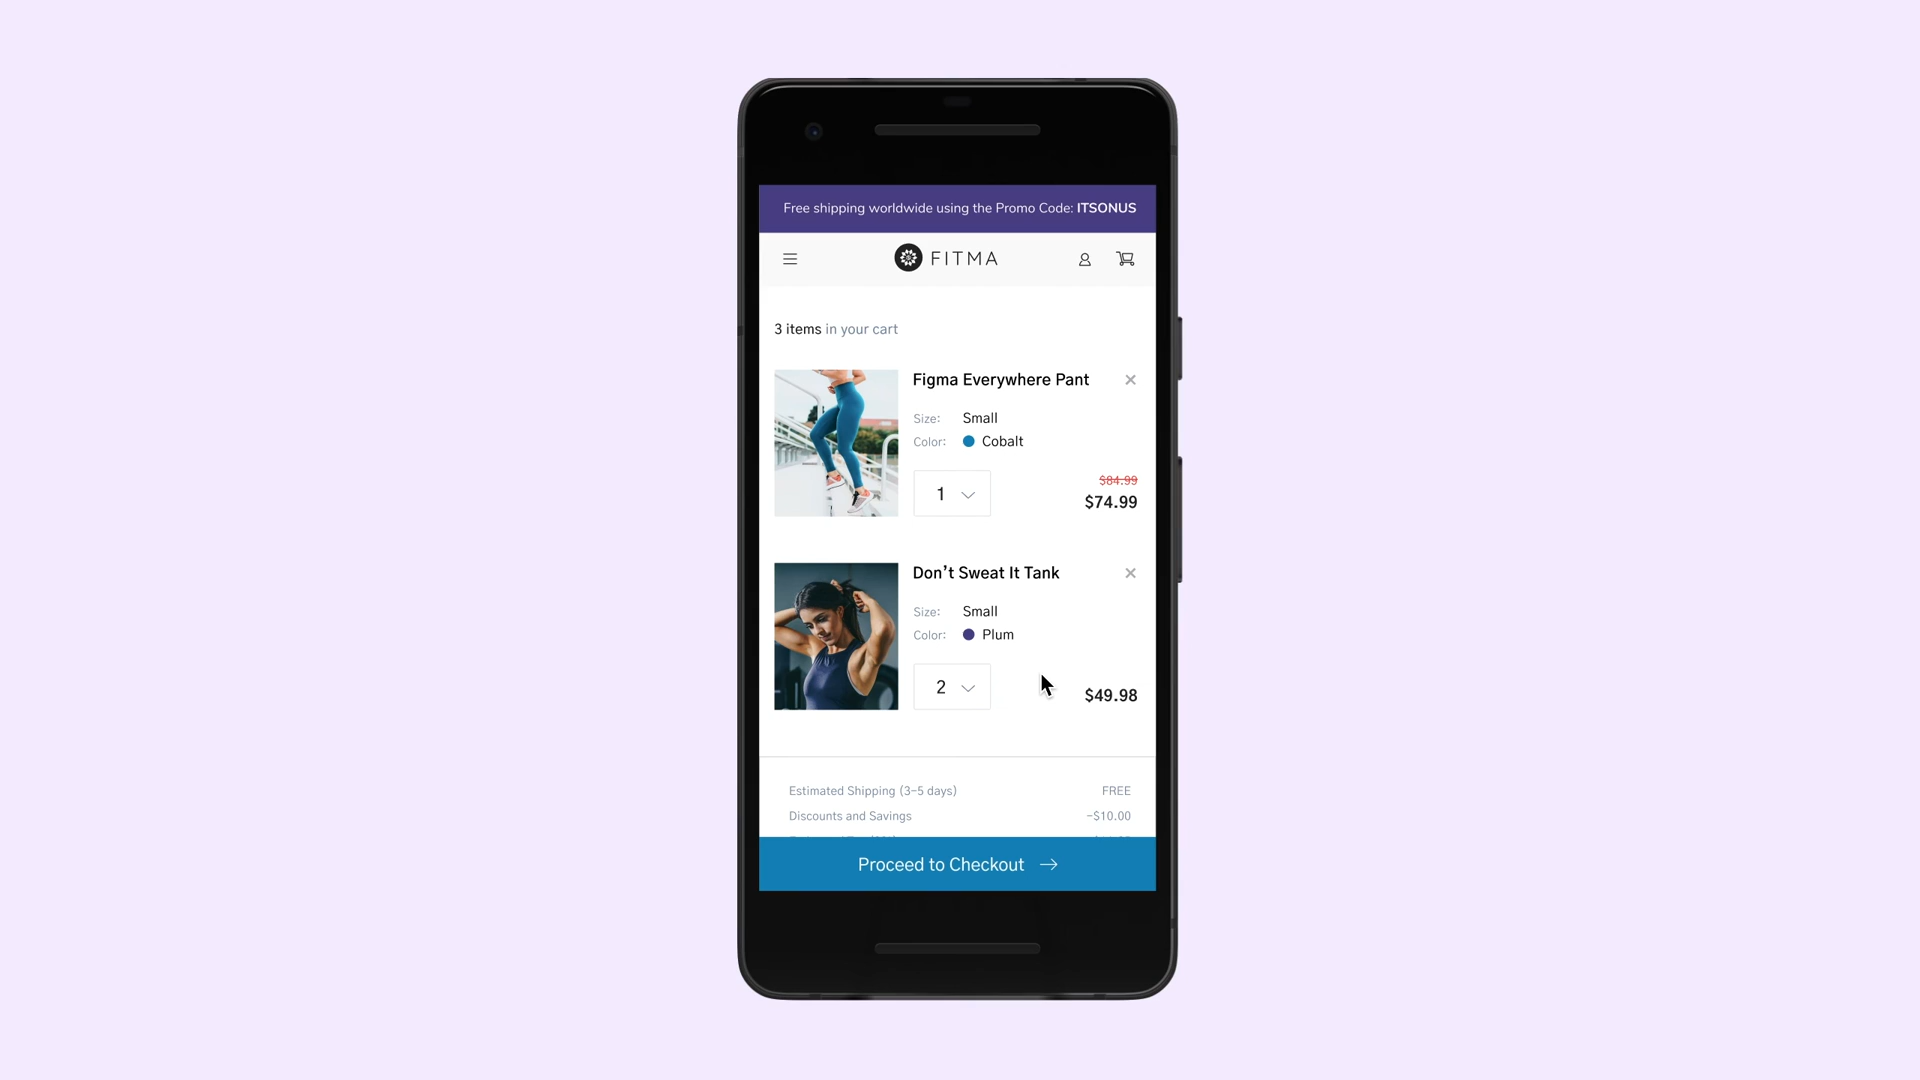 Free shipping worldwide using the Promo Code: ITSONUS
FITMA
3 items in your cart
Figma Everywhere Pant
Size: Small
Color: Cobalt
1
$84.99
$74.99
Don’t Sweat It Tank
Size: Small
Color: Plum
2
$49.98
Estimated Shipping (3–5 days) FREE
Discounts and Savings –$10.00
Proceed to Checkout →